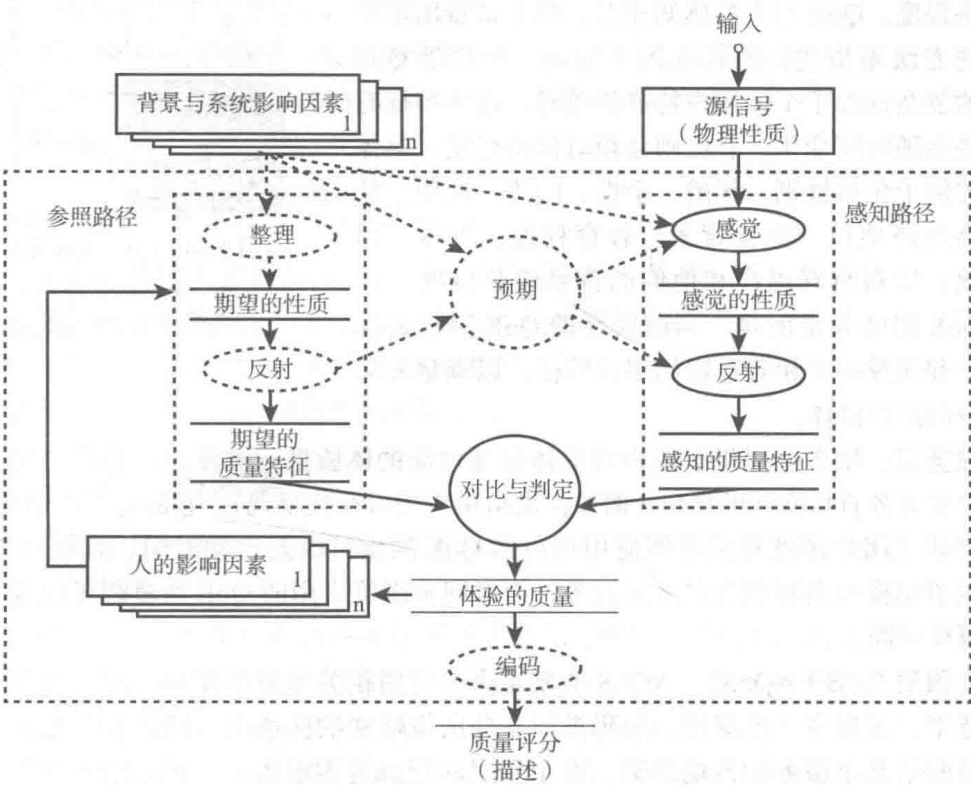 输入
背景与系统影响因素
1
n
源信号
(物理性质)
参照路径
感知路径
整理
感觉
预期
期望的性质
感觉的性质
反射
反射
期望的
质量特征
感知的质量特征
对比与判定
人的影响因素
1
n
体验的质量
编码
质量评分
(描述)